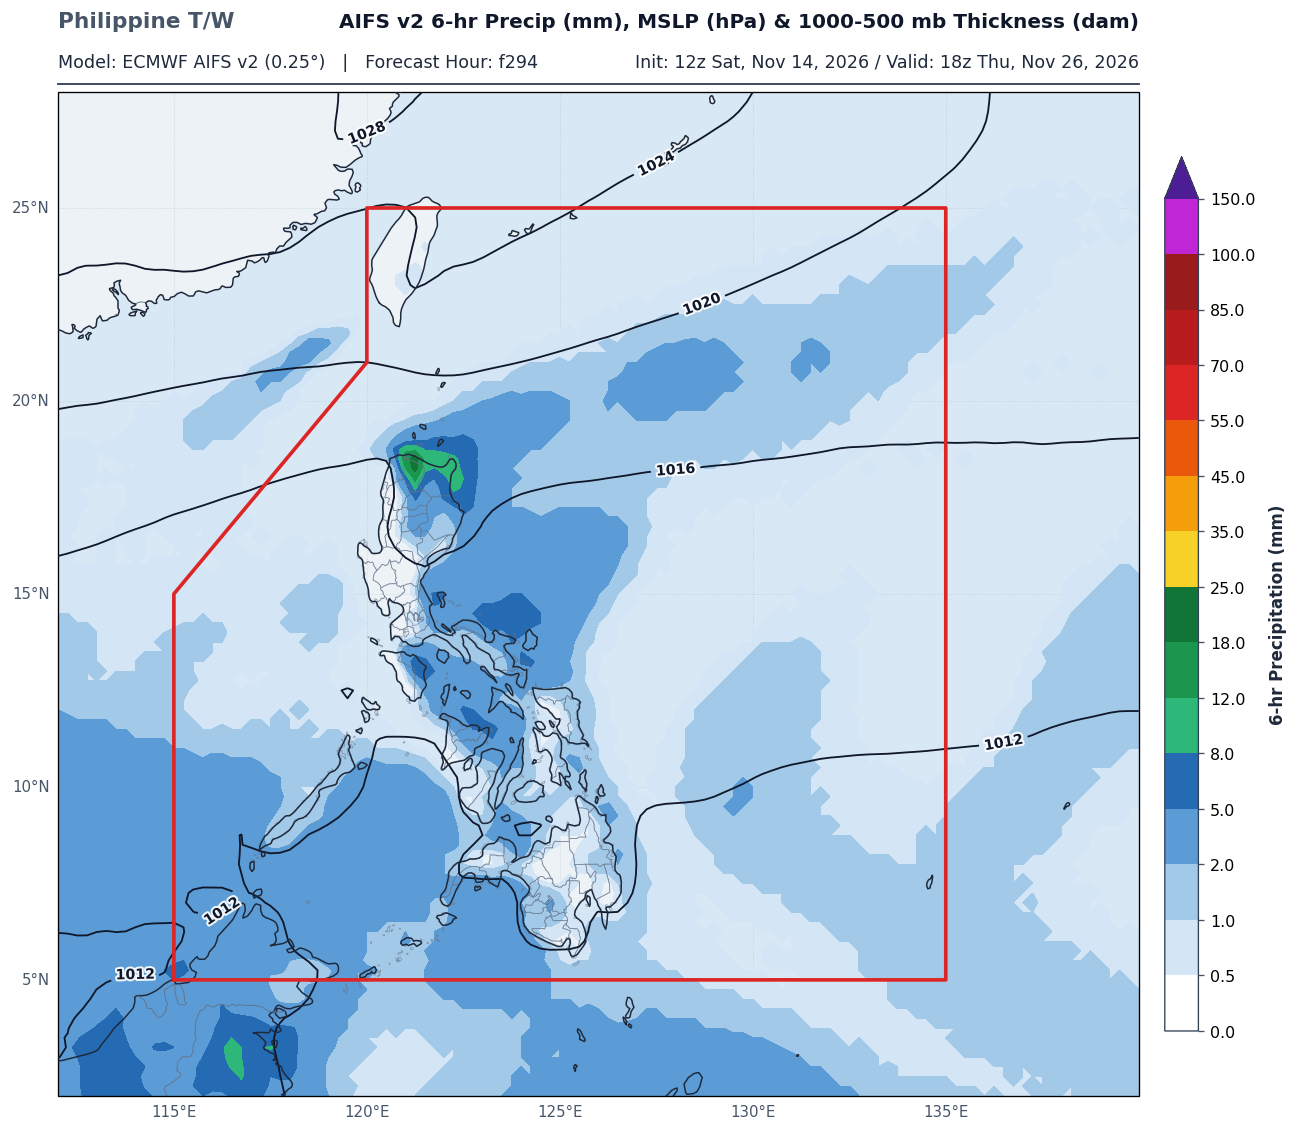 Philippine T/W
AIFS v2 6-hr Precip (mm), MSLP (hPa) & 1000-500 mb Thickness (dam)
Model: ECMWF AIFS v2 (0.25°)   |   Forecast Hour: f294
Init: 12z Sat, Nov 14, 2026 / Valid: 18z Thu, Nov 26, 2026
1028
1024
1020
1016
1012
1012
1012
25°N
20°N
15°N
10°N
5°N
115°E
120°E
125°E
130°E
135°E
150.0
100.0
85.0
70.0
55.0
45.0
35.0
25.0
18.0
12.0
8.0
5.0
2.0
1.0
0.5
0.0
6-hr Precipitation (mm)